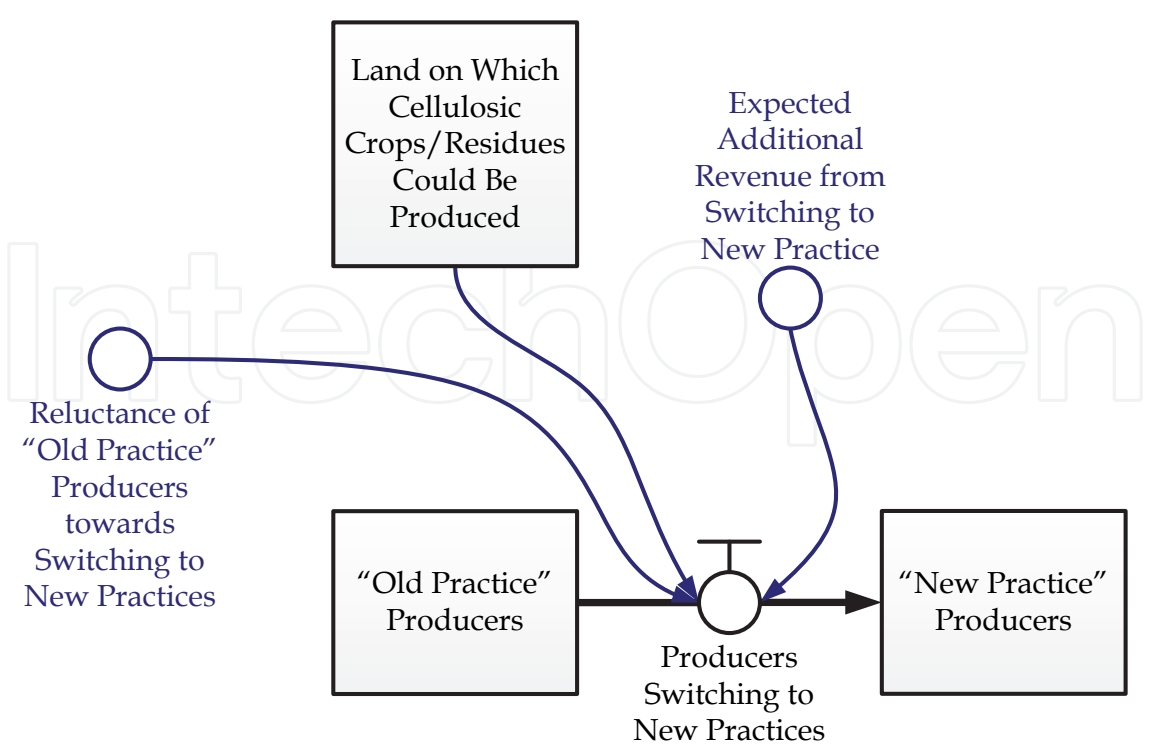 Land on Which
Cellulosic
Crops/Residues
Could Be
Produced
Expected
Additional
Revenue from
Switching to
New Practice
IntechOpen
Reluctance of
“Old Practice”
Producers
towards
Switching to
New Practices
“Old Practice”
Producers
Producers
Switching to
New Practices
“New Practice”
Producers